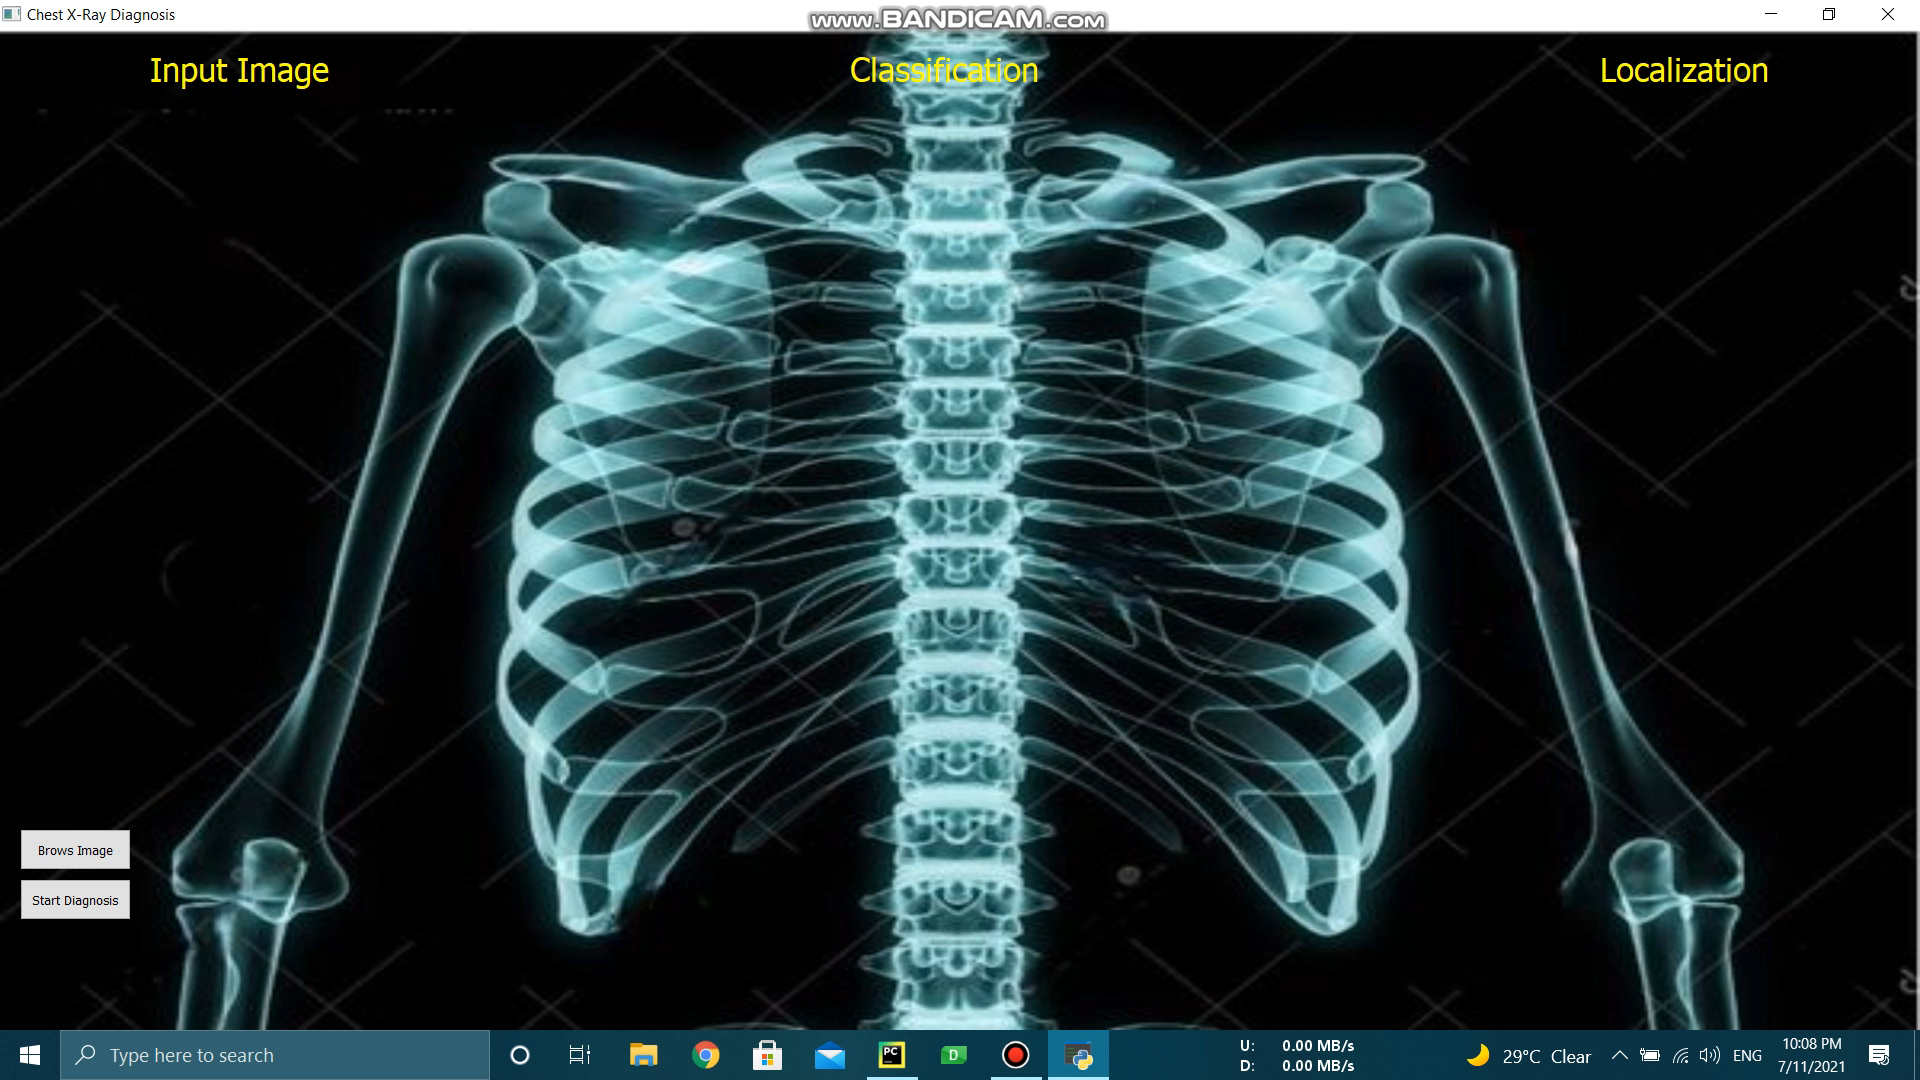 Chest X-Ray Diagnosis
www.BANDICAM.com
Input Image
Classification
Localization
Brows Image
Start Diagnosis
Type here to search
PC
D
U: 0.00 MB/s
D: 0.00 MB/s
29°C Clear
ENG
10:08 PM
7/11/2021